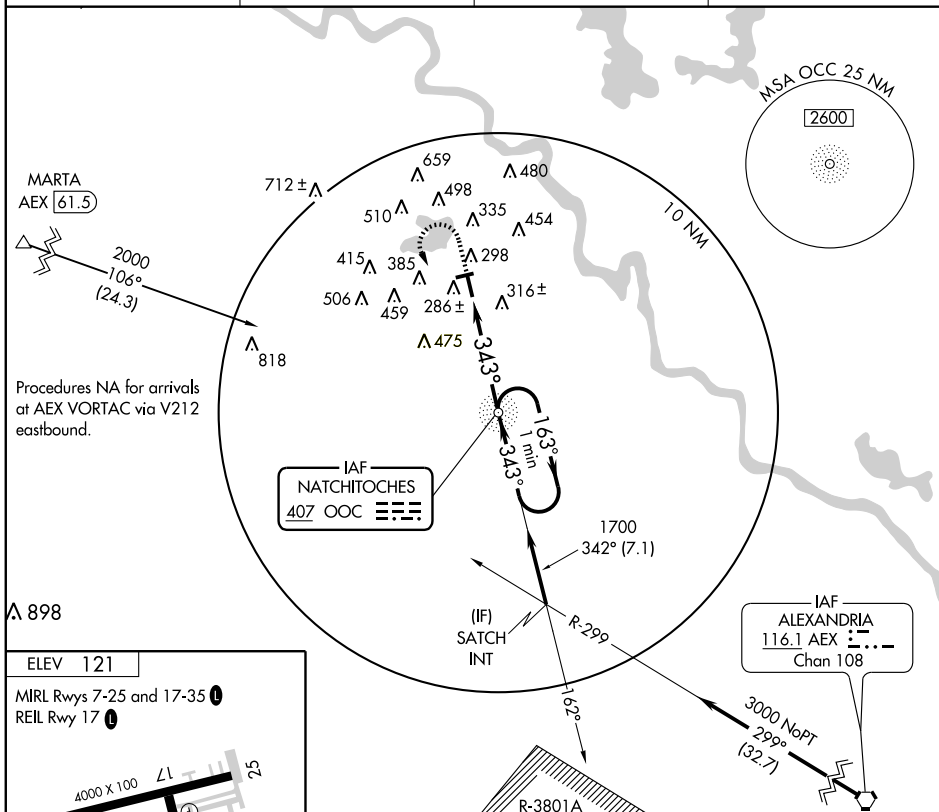 MSA OCC 25 NM
2600
MARTA
AEX 61.5
2000
106°
(24.3)
712 ±
659
480
498
510
335
454
10 NM
298
415
385
506
459
286 ±
316 ±
475
818
Procedures NA for arrivals
at AEX VORTAC via V212
eastbound.
343°
163°
1 min
343°
IAF
NATCHITOCHES
407 OOC
1700
342° (7.1)
898
(IF)
SATCH
INT
R-299
162°
IAF
ALEXANDRIA
116.1 AEX
Chan 108
3000 NoPT
299°
(32.7)
ELEV 121
MIRL Rwys 7-25 and 17-35 L
REIL Rwy 17 L
4000 X 100
17
25
R-3801A